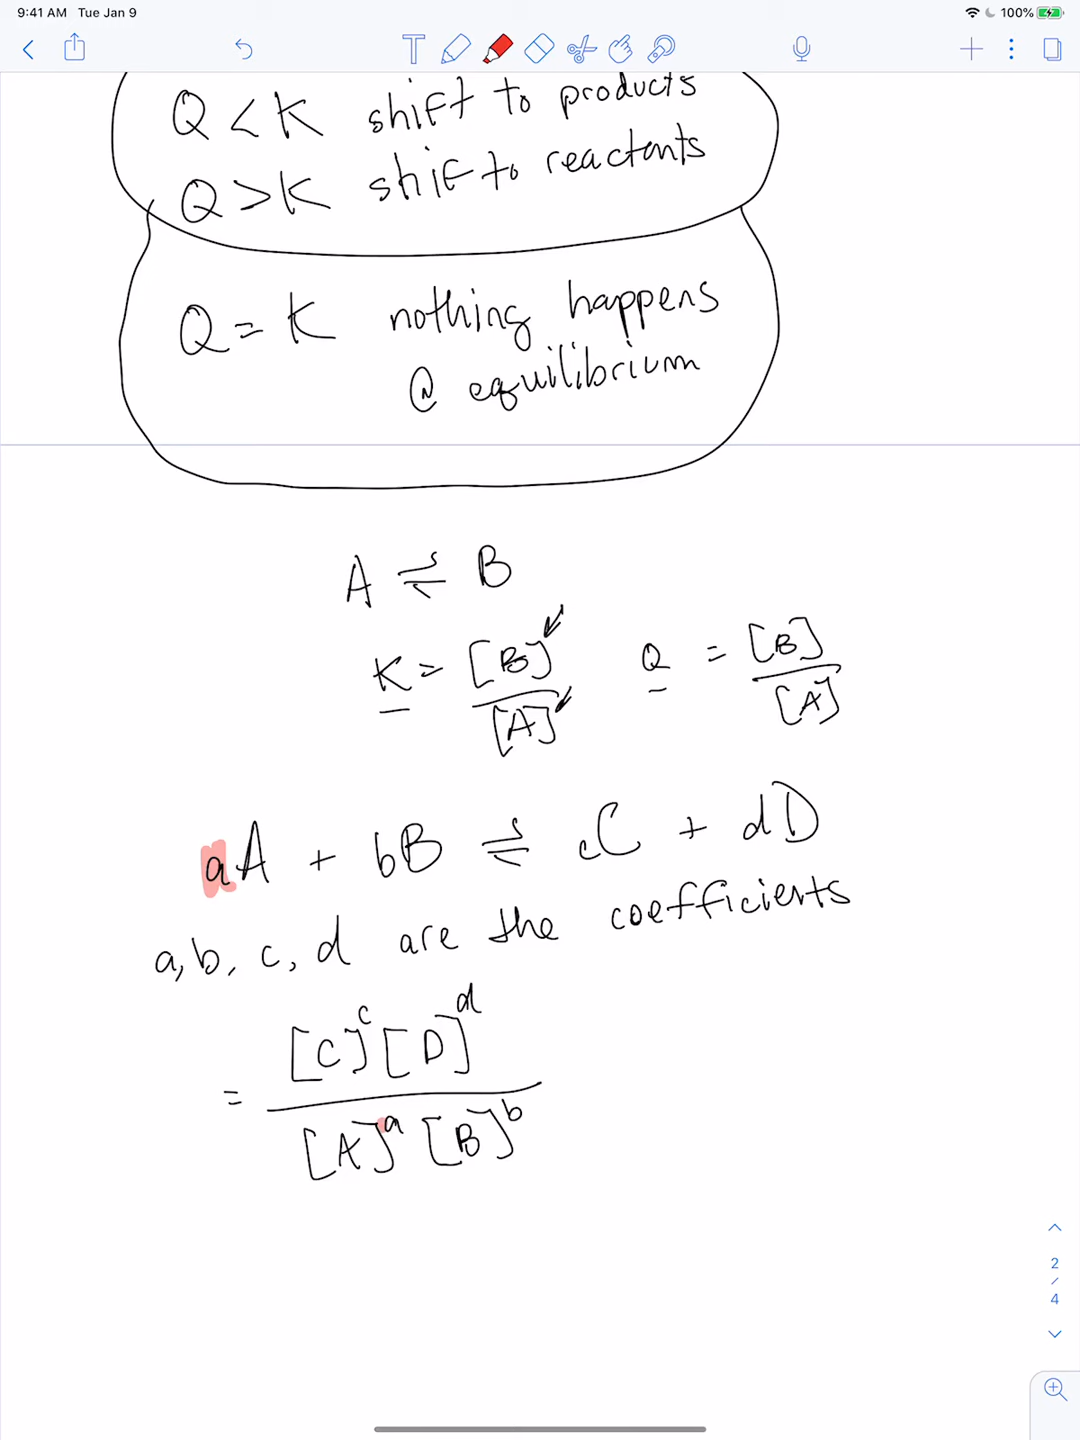 9:41 AM Tue Jan 9 100%
Q < K shift to products
Q > K shift to reactants
Q = K nothing happens
@ equilibrium
A ⇌ B
K = [B] / [A] Q = [B] / [A]
aA + bB ⇌ cC + dD
a, b, c, d are the coefficients
= [C]^c [D]^d / [A]^a [B]^b
2
/
4